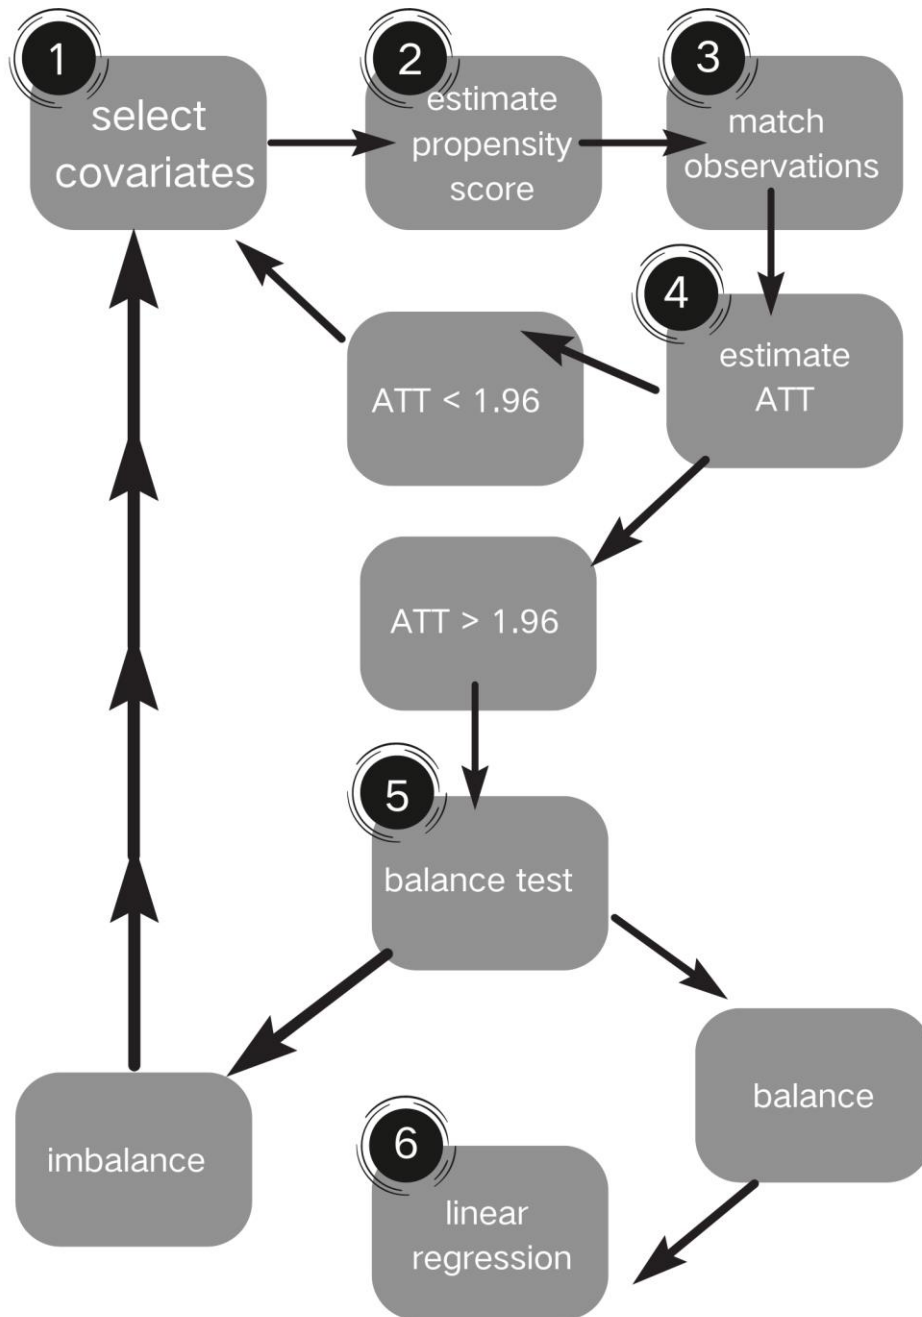 1
select
covariates
2
estimate
propensity
score
3
match
observations
4
estimate
ATT
ATT < 1.96
ATT > 1.96
5
balance test
imbalance
balance
6
linear
regression